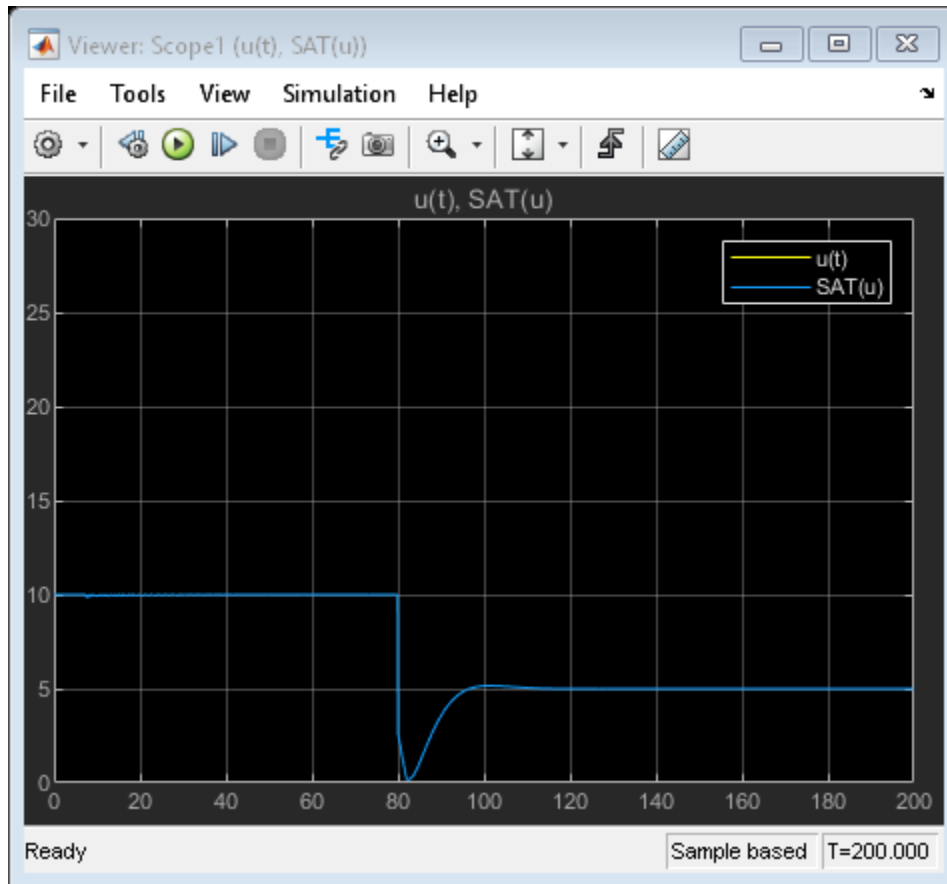 Viewer: Scope1 (u(t), SAT(u))
File Tools View Simulation Help
u(t), SAT(u)
30
u(t)
SAT(u)
25
20
15
10
5
0
0 20 40 60 80 100 120 140 160 180 200
Ready Sample based T=200.000